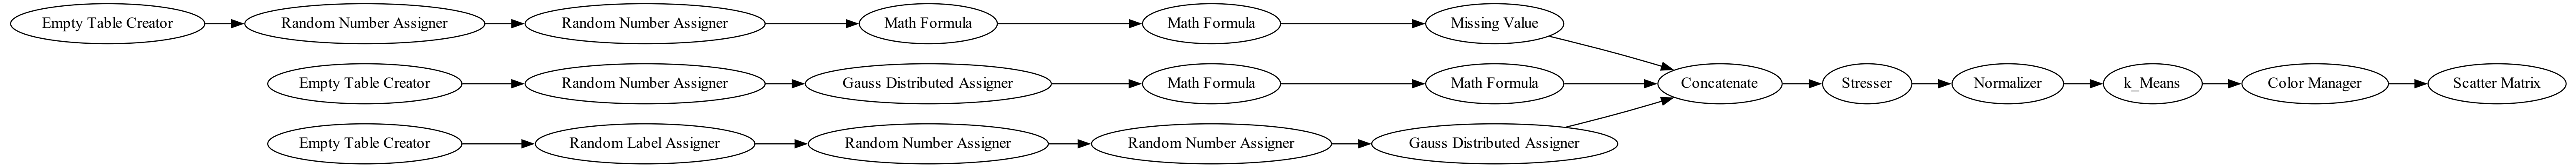 Empty Table Creator
Random Number Assigner
Random Number Assigner
Math Formula
Math Formula
Missing Value
Empty Table Creator
Random Number Assigner
Gauss Distributed Assigner
Math Formula
Math Formula
Concatenate
Stresser
Normalizer
k_Means
Color Manager
Scatter Matrix
Empty Table Creator
Random Label Assigner
Random Number Assigner
Random Number Assigner
Gauss Distributed Assigner